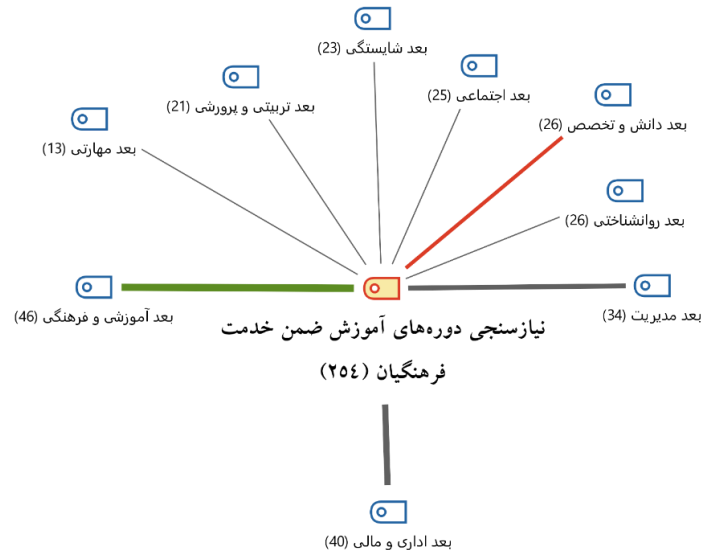 بعد شایستگی (23)
بعد اجتماعی (25)
بعد تربیتی و پرورشی (21)
بعد دانش و تخصص (26)
بعد مهارتی (13)
بعد روانشناختی (26)
بعد مدیریت (34)
بعد آموزشی و فرهنگی (46)
نیازسنجی دوره‌های آموزش ضمن خدمت
فرهنگیان (٢٥٤)
بعد اداری و مالی (40)